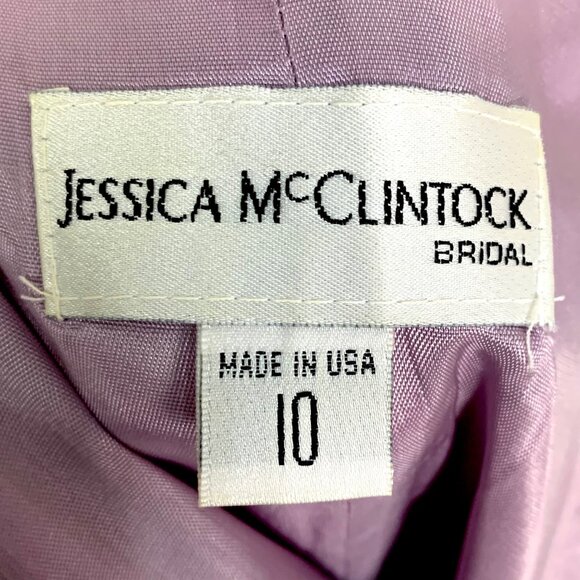 JESSICA McCLINTOCK
BRIDAL
MADE IN USA
10